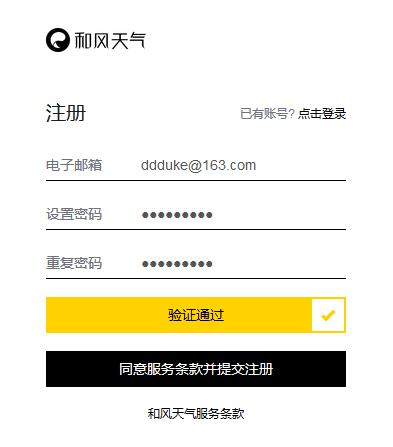 和风天气
注册 已有账号? 点击登录
电子邮箱 ddduke@163.com
设置密码 ●●●●●●●●●
重复密码 ●●●●●●●●●
验证通过
同意服务条款并提交注册
和风天气服务条款